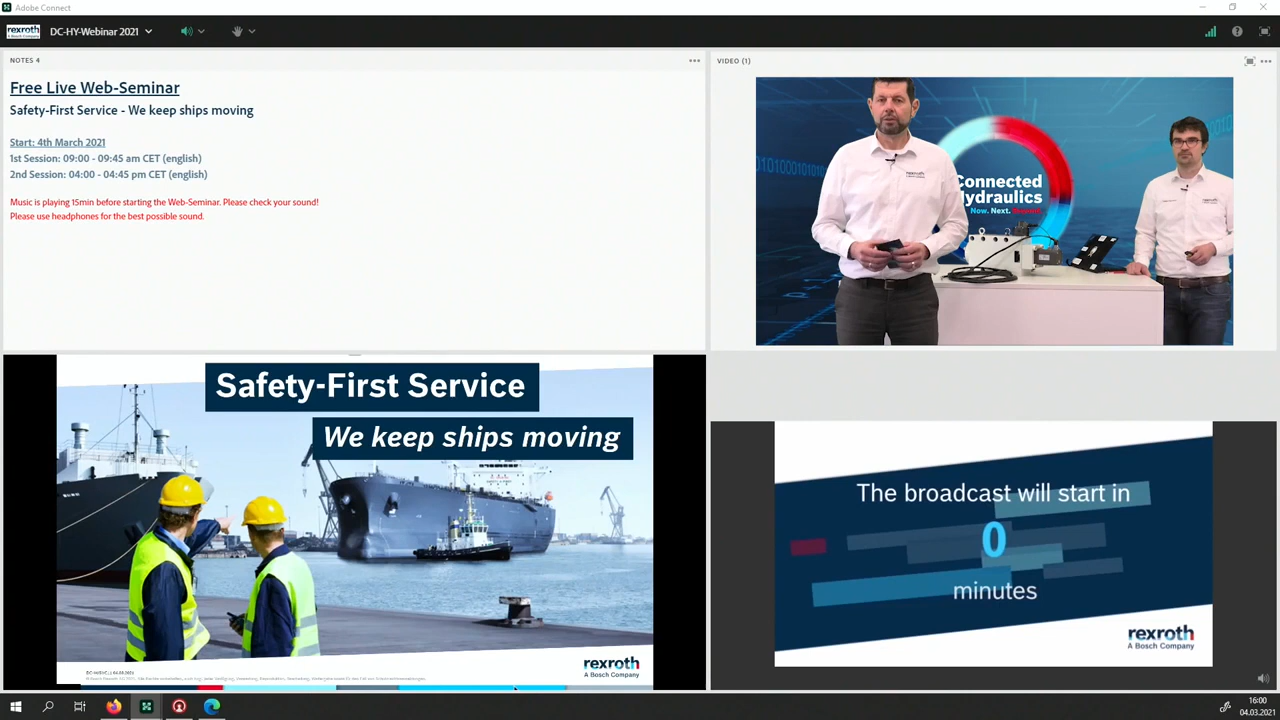 Adobe Connect
rexroth
A Bosch Company
DC-HY-Webinar 2021
NOTES 4
Free Live Web-Seminar
Safety-First Service - We keep ships moving
Start: 4th March 2021
1st Session: 09:00 - 09:45 am CET (english)
2nd Session: 04:00 - 04:45 pm CET (english)
Music is playing 15min before starting the Web-Seminar. Please check your sound!
Please use headphones for the best possible sound.
VIDEO (1)
rexroth
Connected
ydraulics
Now. Next.
Safety-First Service
We keep ships moving
rexroth
A Bosch Company
The broadcast will start in
0
minutes
rexroth
A Bosch Company
16:00
04.03.2021